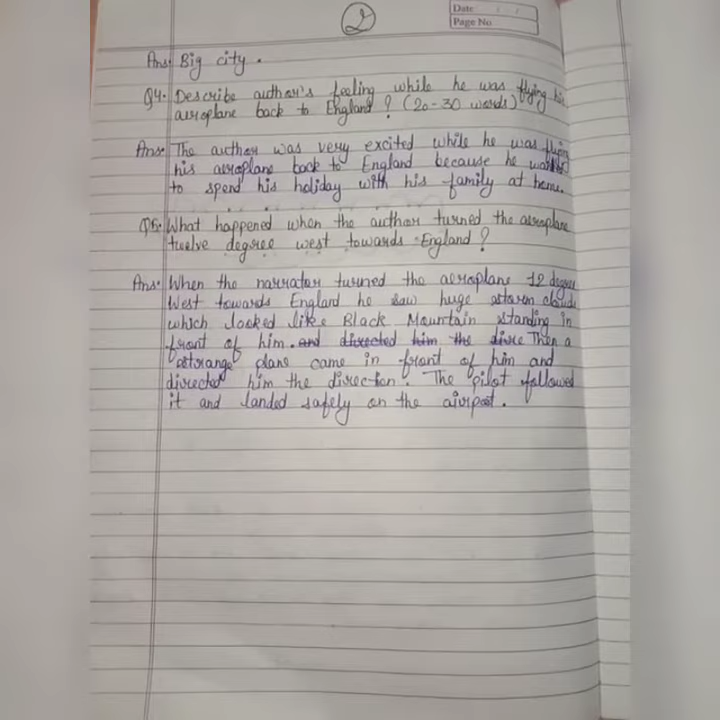 2
Date
Page No
Ans: Big city.
Q4. Describe author's feeling while he was flying his
aeroplane back to England? (20-30 words)
Ans: The author was very excited while he was flying
his aeroplane back to England because he wanted
to spend his holiday with his family at home.
Q5. What happened when the author turned the aeroplane
twelve degree west towards England?
Ans: When the narrator turned the aeroplane 12 degree
West towards England he saw huge storm clouds
which looked like Black Mountain standing in
front of him. and directed him the dire Then a
strange plane came in front of him and
directed him the direction. The pilot followed
it and landed safely on the airport.